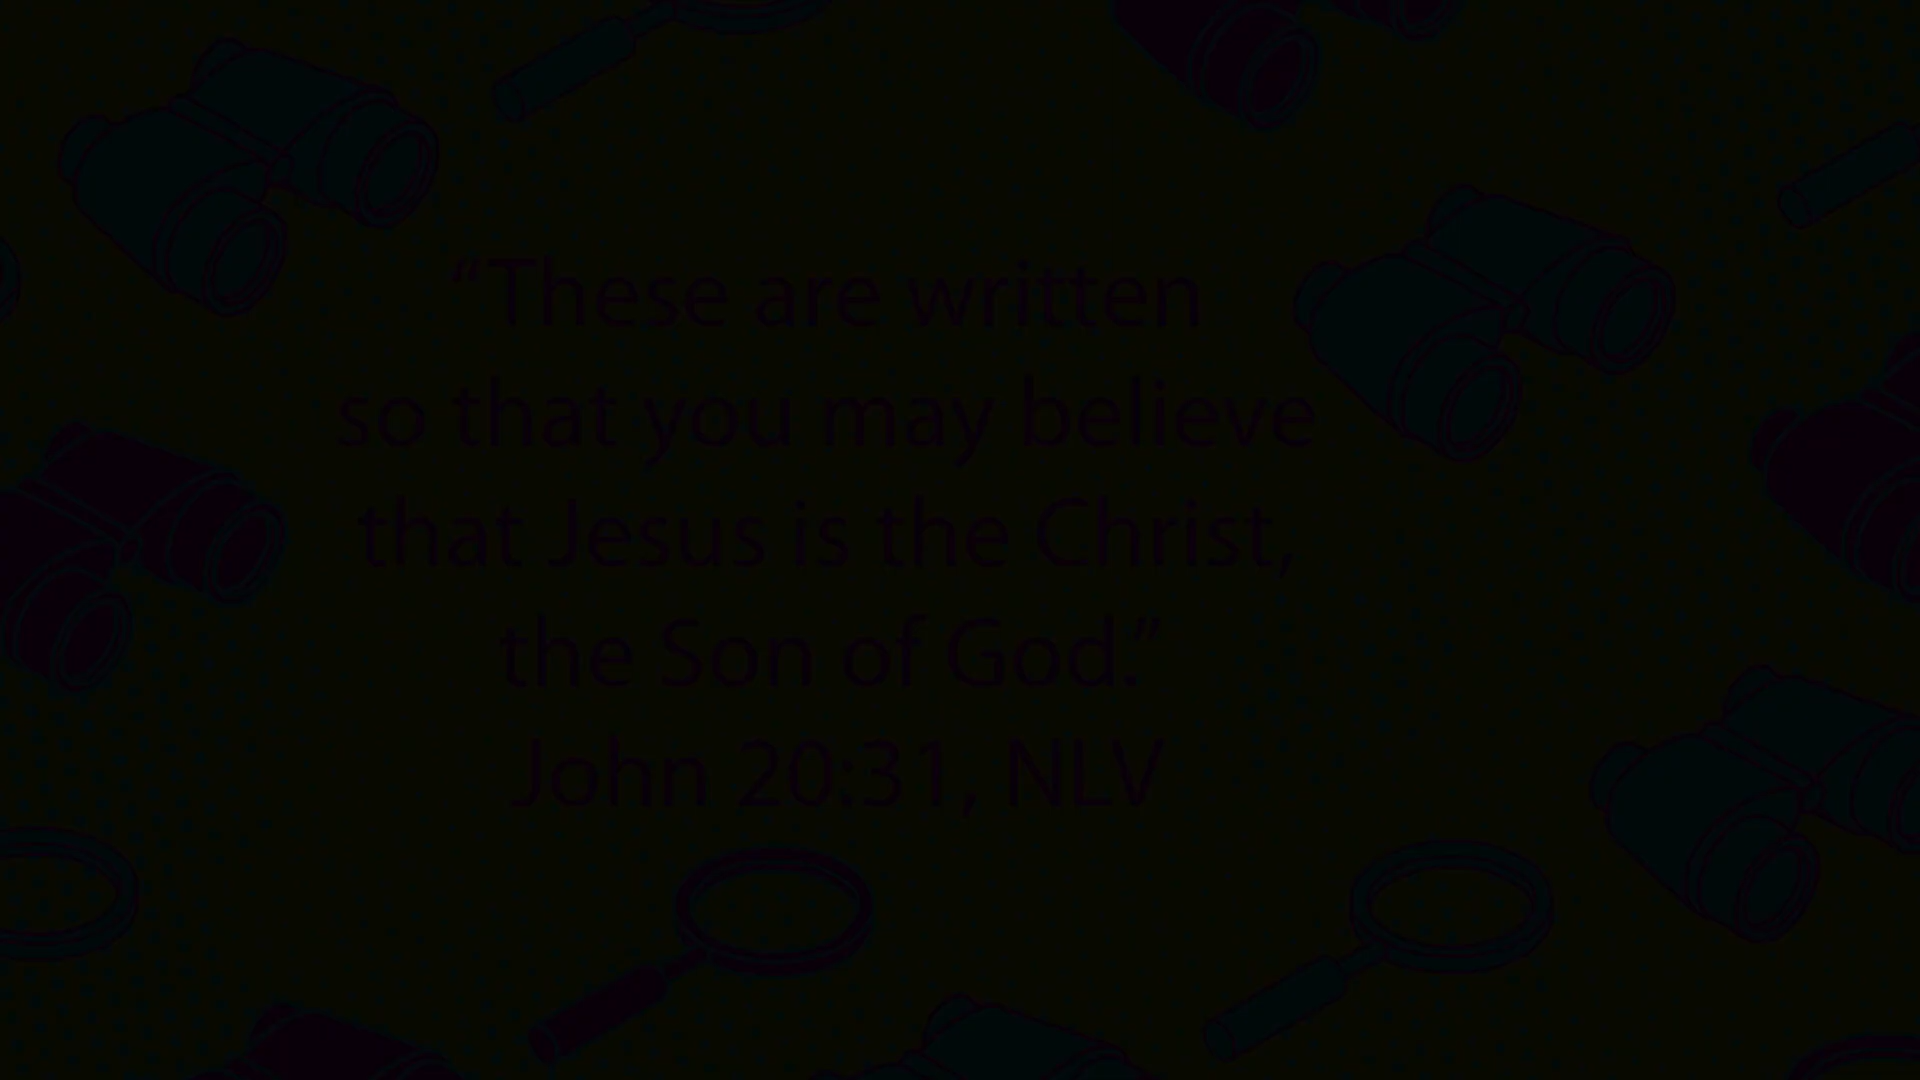 “These are written
so that you may believe
that Jesus is the Christ,
the Son of God.”
John 20:31, NLV